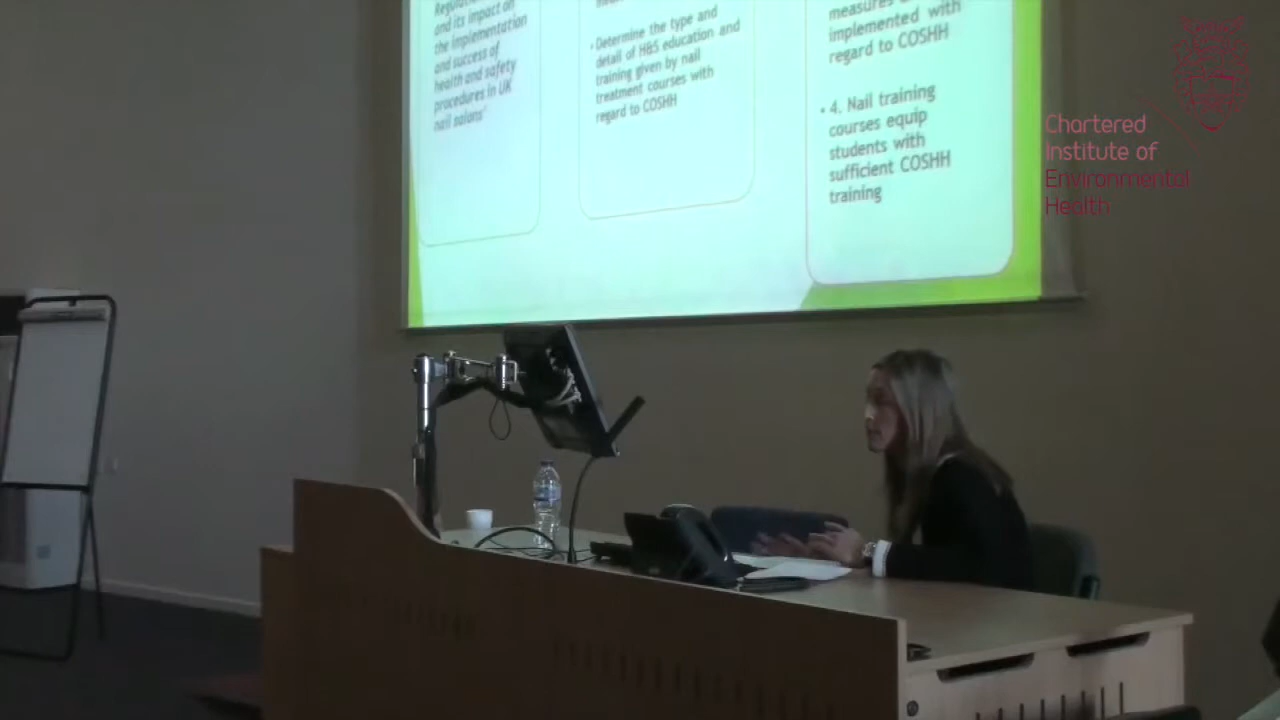 and its impact on
the implementation
and success of
health and safety
procedures in UK
nail salons'
• Determine the type and
detail of H&S education and
training given by nail
treatment courses with
regard to COSHH
measures
implemented with
regard to COSHH
• 4. Nail training
courses equip
students with
sufficient COSHH
training
Chartered
Institute of
Environmental
Health